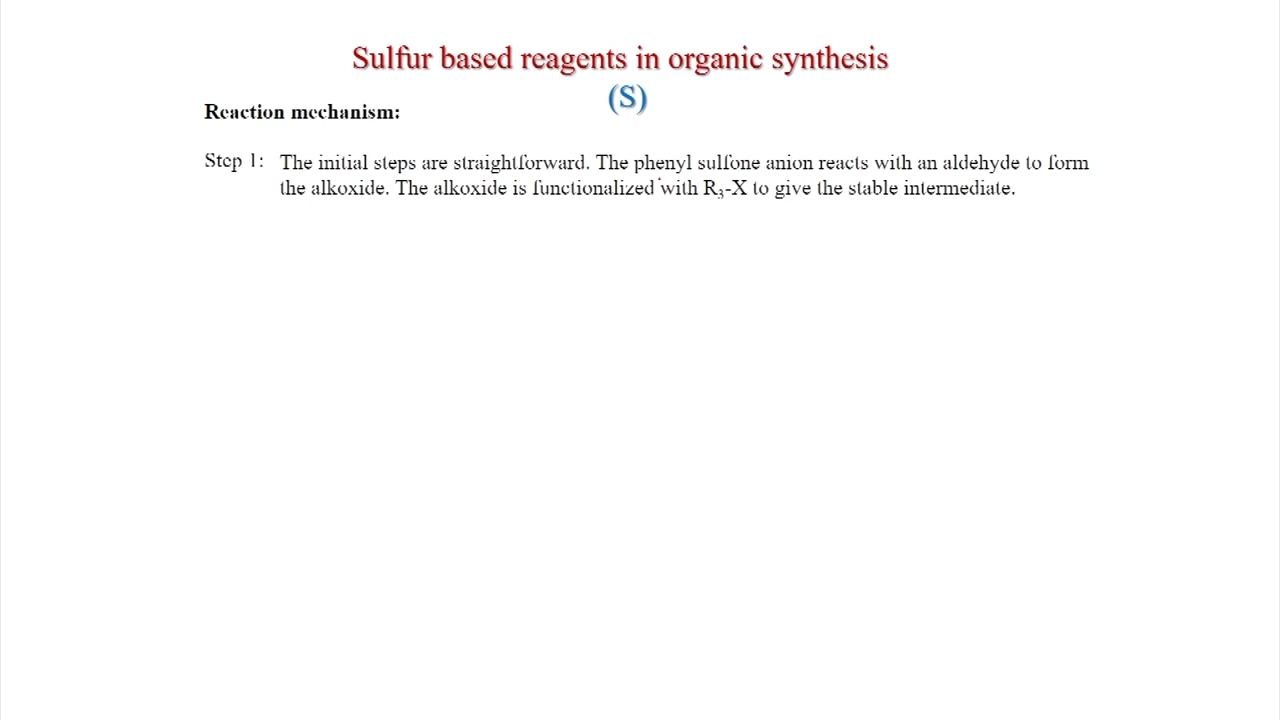 Sulfur based reagents in organic synthesis
(S)
Reaction mechanism:
Step 1: The initial steps are straightforward. The phenyl sulfone anion reacts with an aldehyde to form
the alkoxide. The alkoxide is functionalized with R₃-X to give the stable intermediate.